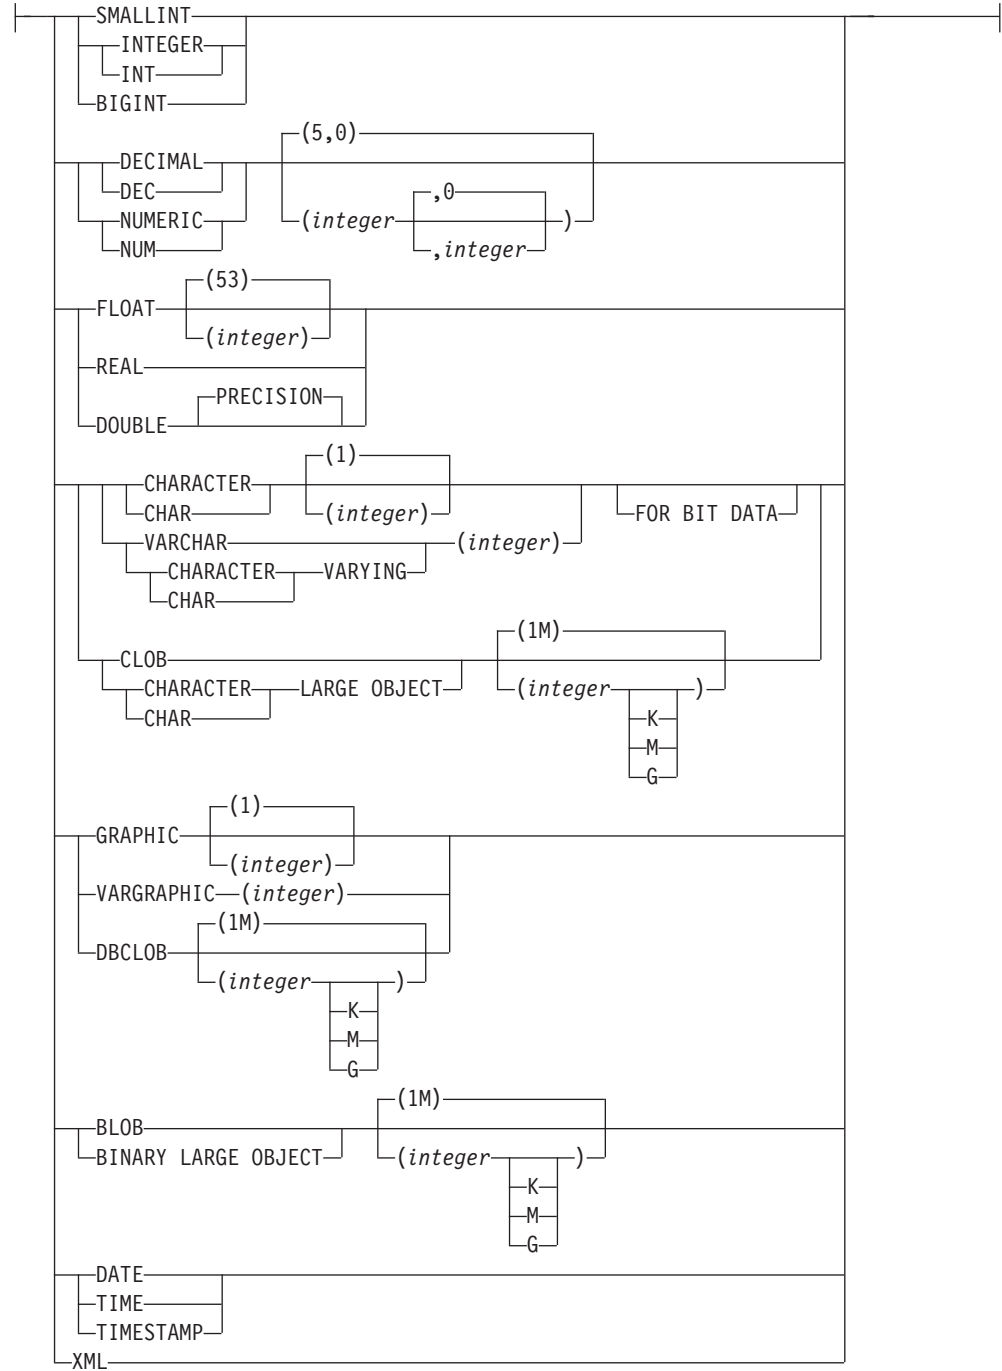 SMALLINT
INTEGER
INT
BIGINT
(5,0)
DECIMAL
DEC
,0
NUMERIC
(integer
)
NUM
,integer
(53)
FLOAT
(integer)
REAL
PRECISION
DOUBLE
(1)
CHARACTER
CHAR
(integer)
FOR BIT DATA
VARCHAR
(integer)
CHARACTER
VARYING
CHAR
(1M)
CLOB
CHARACTER
LARGE OBJECT
(integer
)
CHAR
K
M
G
(1)
GRAPHIC
(integer)
VARGRAPHIC
(integer)
(1M)
DBCLOB
(integer
)
K
M
G
(1M)
BLOB
BINARY LARGE OBJECT
(integer
)
K
M
G
DATE
TIME
TIMESTAMP
XML